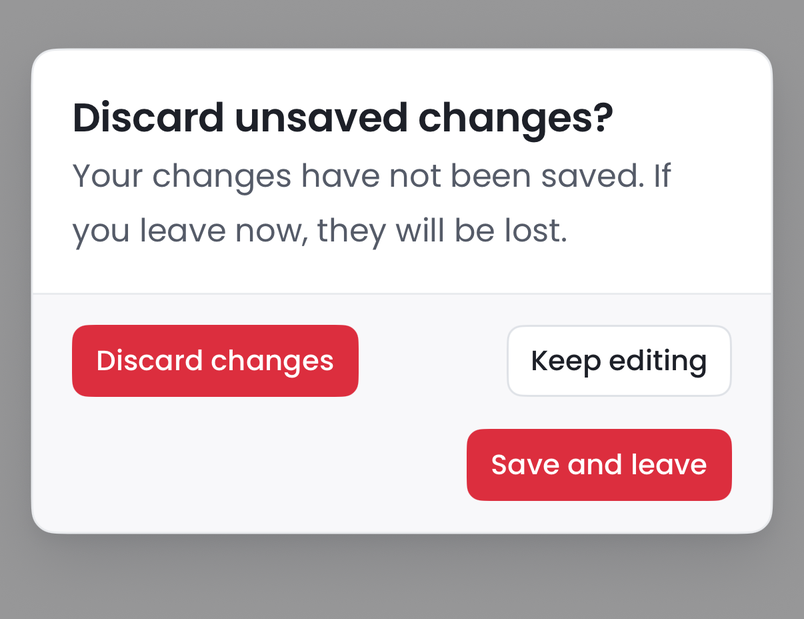 Discard unsaved changes?
Your changes have not been saved. If
you leave now, they will be lost.
Discard changes
Keep editing
Save and leave